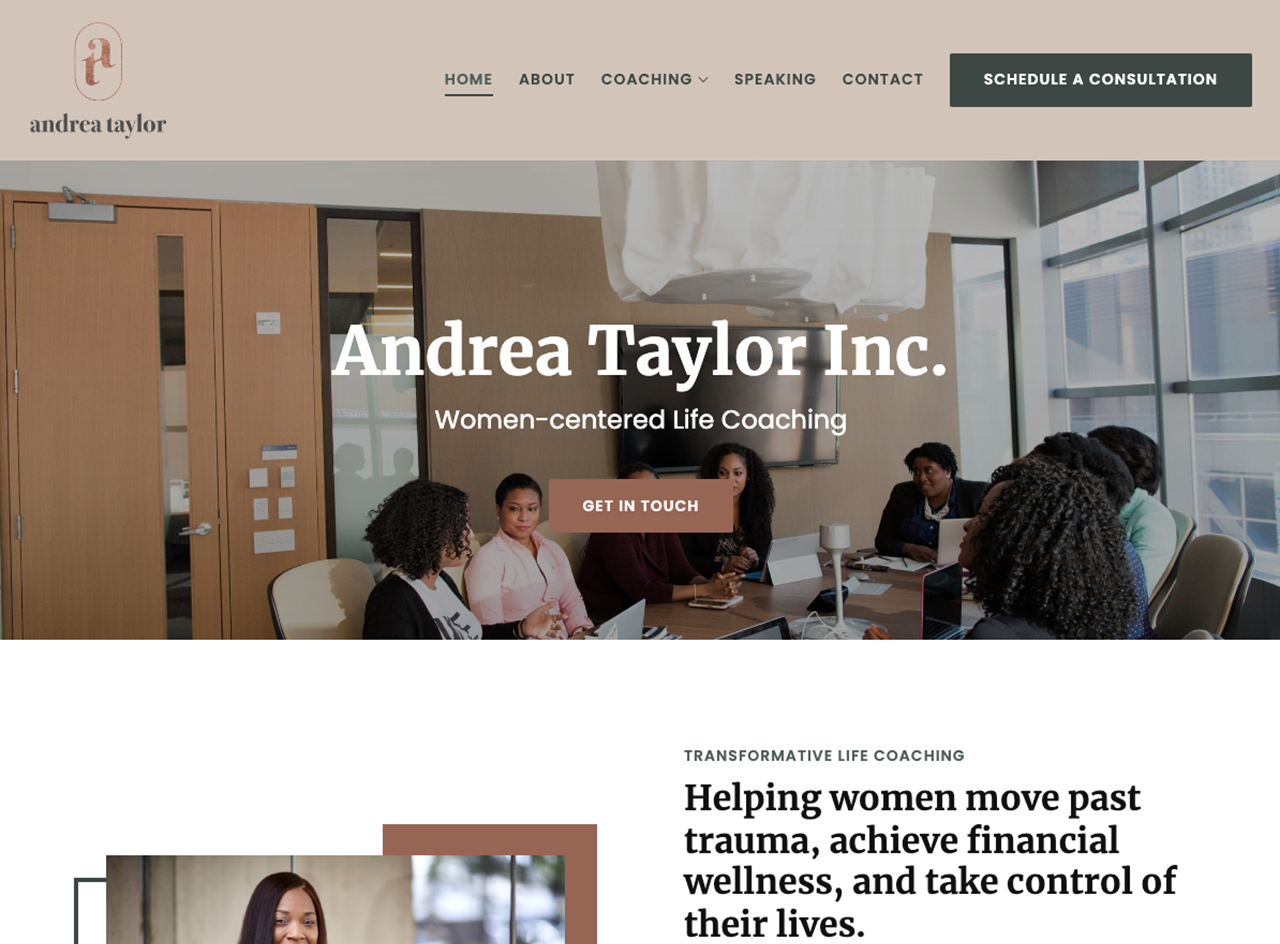 andrea taylor
HOME ABOUT COACHING SPEAKING CONTACT SCHEDULE A CONSULTATION
Andrea Taylor Inc.
Women-centered Life Coaching
GET IN TOUCH
TRANSFORMATIVE LIFE COACHING
Helping women move past
trauma, achieve financial
wellness, and take control of
their lives.